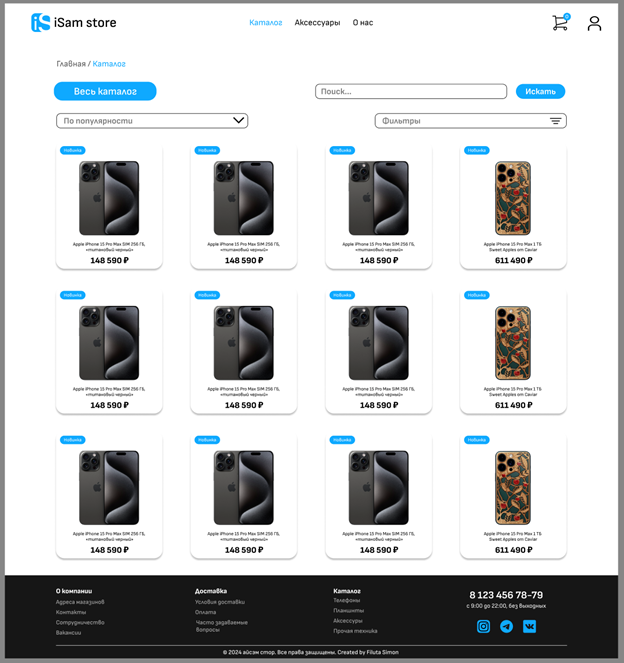 iSam store
Каталог Аксессуары О нас
0
Главная / Каталог
Весь каталог
Поиск...
Искать
По популярности
Фильтры
Новинка Новинка Новинка Новинка
Apple iPhone 15 Pro Max SIM 256 ГБ, Apple iPhone 15 Pro Max SIM 256 ГБ, Apple iPhone 15 Pro Max SIM 256 ГБ, Apple iPhone 15 Pro Max 1 ТБ
«титановый черный» «титановый черный» «титановый черный» Sweet Apples от Caviar
148 590 ₽ 148 590 ₽ 148 590 ₽ 611 490 ₽
Новинка Новинка Новинка Новинка
Apple iPhone 15 Pro Max SIM 256 ГБ, Apple iPhone 15 Pro Max SIM 256 ГБ, Apple iPhone 15 Pro Max SIM 256 ГБ, Apple iPhone 15 Pro Max 1 ТБ
«титановый черный» «титановый черный» «титановый черный» Sweet Apples от Caviar
148 590 ₽ 148 590 ₽ 148 590 ₽ 611 490 ₽
Новинка Новинка Новинка Новинка
Apple iPhone 15 Pro Max SIM 256 ГБ, Apple iPhone 15 Pro Max SIM 256 ГБ, Apple iPhone 15 Pro Max SIM 256 ГБ, Apple iPhone 15 Pro Max 1 ТБ
«титановый черный» «титановый черный» «титановый черный» Sweet Apples от Caviar
148 590 ₽ 148 590 ₽ 148 590 ₽ 611 490 ₽
О компании
Адреса магазинов
Контакты
Сотрудничество
Вакансии
Доставка
Условия доставки
Оплата
Часто задаваемые
вопросы
Каталог
Телефоны
Планшеты
Аксессуары
Прочая техника
8 123 456 78-79
с 9:00 до 22:00, без выходных
© 2024 айсэм стор. Все права защищены. Created by Filuta Simon